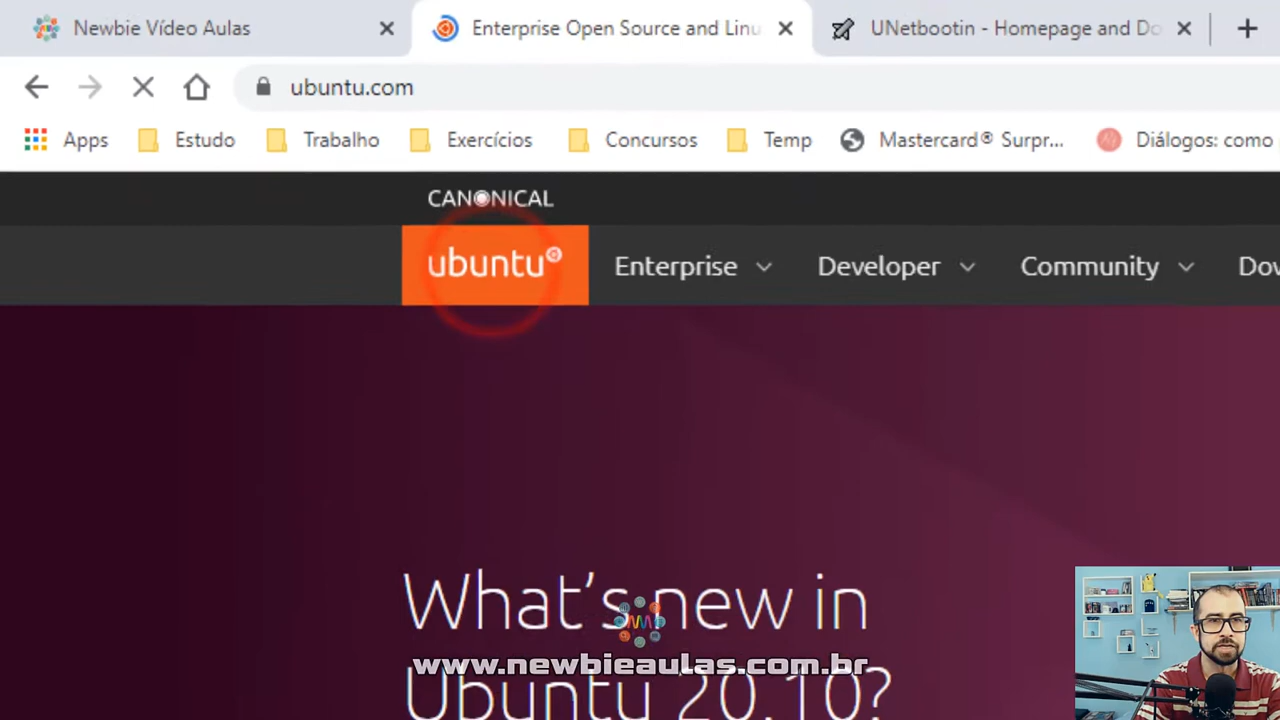 Newbie Vídeo Aulas
Enterprise Open Source and Linu
UNetbootin - Homepage and Do
ubuntu.com
Apps
Estudo
Trabalho
Exercícios
Concursos
Temp
Mastercard® Surpr...
Diálogos: como
CANONICAL
ubuntu
Enterprise
Developer
Community
Dow
What's new in
www.newbieaulas.com.br
Ubuntu 20.10?